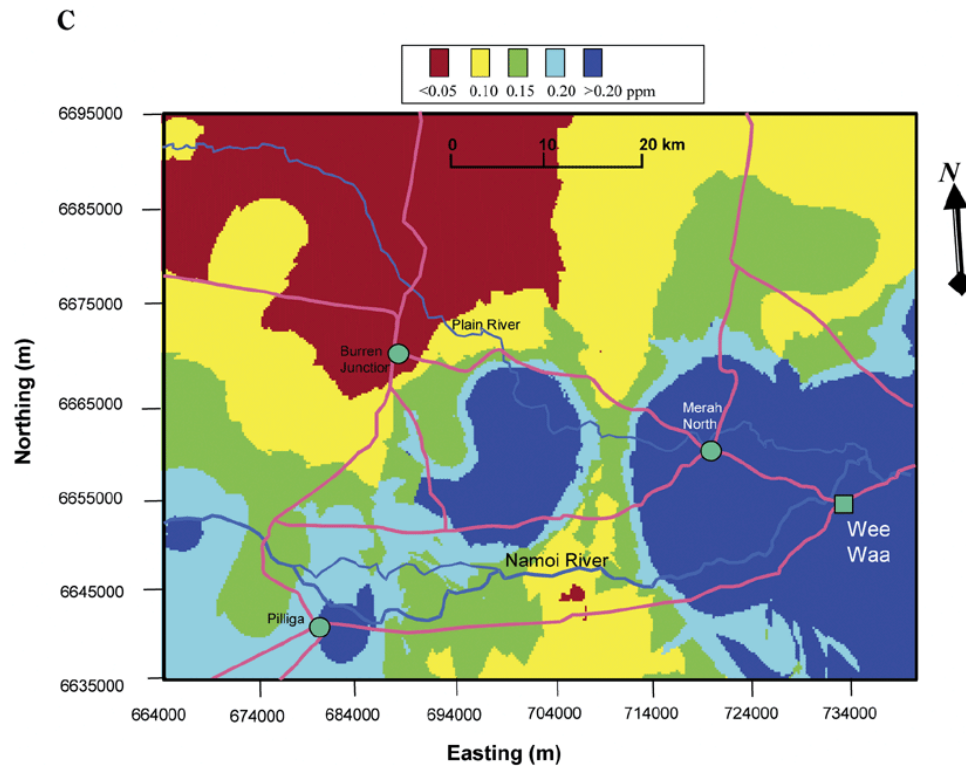 C
<0.05 0.10 0.15 0.20 >0.20 ppm
6695000
0 10 20 km
N
6685000
6675000
Plain River
Burren
Junction
6665000
Merah
North
Northing (m)
6655000
Wee
Waa
Namoi River
6645000
Pilliga
6635000
664000 674000 684000 694000 704000 714000 724000 734000
Easting (m)